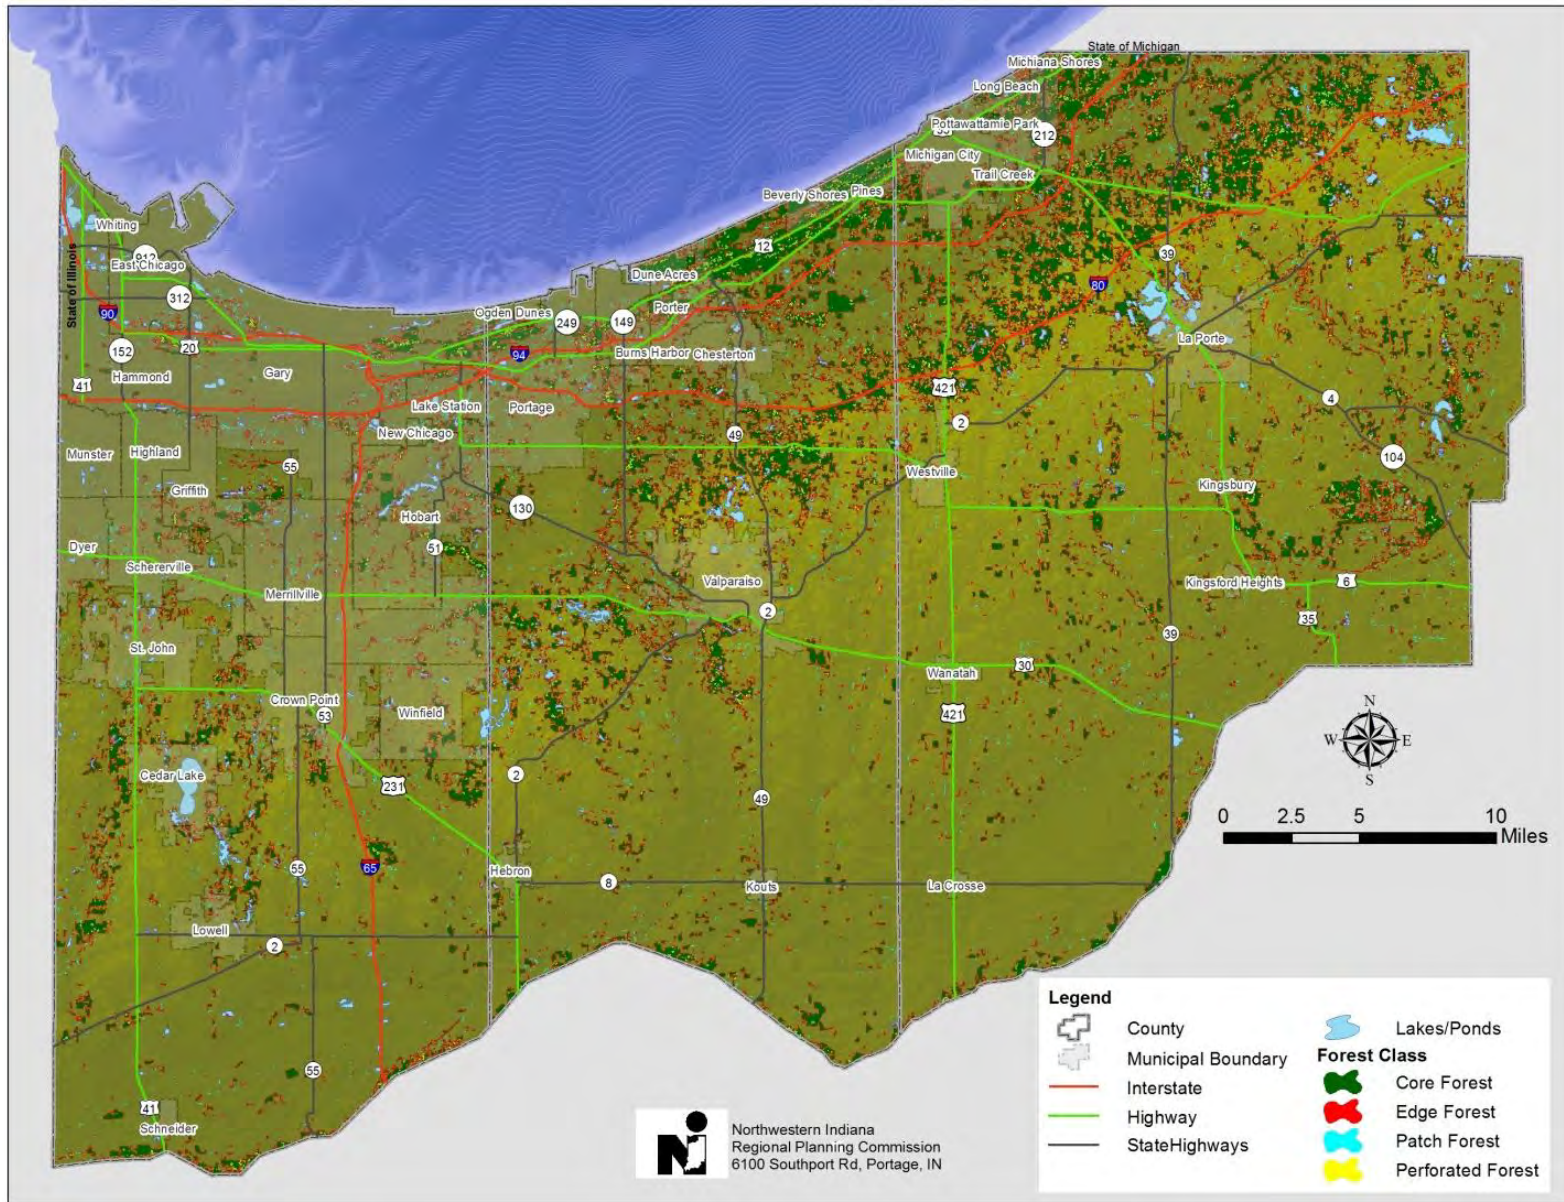 State of Michigan
Michiana Shores
Long Beach
Pottawattamie Park
212
Michigan City
Trail Creek
Beverly Shores
Pines
Whiting
12
39
912
East Chicago
State of Illinois
Dune Acres
80
312
90
Ogden Dunes
Porter
249
149
20
152
94
Burns Harbor
Chesterton
La Porte
Hammond
Gary
41
421
Lake Station
Portage
4
New Chicago
49
2
Munster
Highland
55
104
Westville
Griffith
Kingsbury
130
Hobart
Dyer
51
Schererville
Valparaiso
Kingsford Heights
6
Merrillville
2
35
39
St. John
Wanatah
30
Crown Point
53
Winfield
421
N
W
E
S
Cedar Lake
2
231
49
0
2.5
5
10
Miles
55
65
Hebron
8
Kouts
La Crosse
Lowell
2
55
41
Schneider
Legend
County
Municipal Boundary
Interstate
Highway
StateHighways
Lakes/Ponds
Forest Class
Core Forest
Edge Forest
Patch Forest
Perforated Forest
Northwestern Indiana
Regional Planning Commission
6100 Southport Rd, Portage, IN